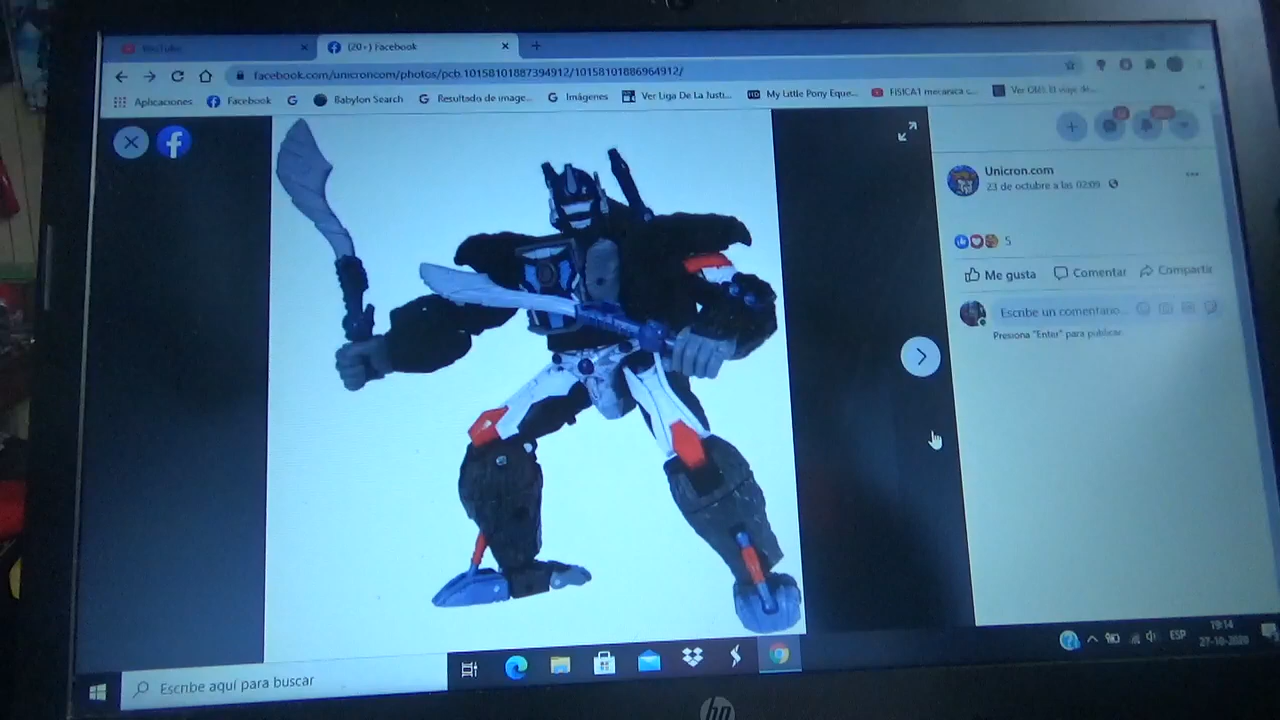 YouTube
(20+) Facebook
facebook.com/unicroncom/photos/pcb.10158101887394912/10158101886964912/
Aplicaciones
Facebook
Babylon Search
Resultado de image...
Imágenes
Ver Liga De La Justi...
My Little Pony Eque...
FISICA1 mecanica s...
Unicron.com
23 de octubre a las 02:09
5
Me gusta
Comentar
Compartir
Escribe un comentario...
Presiona "Enter" para publicar.
ESP
19:14
27-10-2020
Escribe aquí para buscar
hp